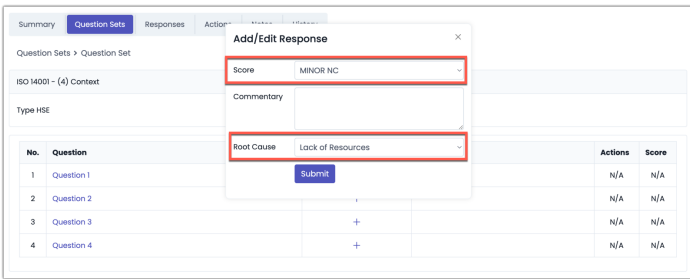 Summary Question Sets Responses Actions Notes History
Question Sets > Question Set
ISO 14001 - (4) Context
Type HSE
Add/Edit Response ×
Score MINOR NC
Commentary
Root Cause Lack of Resources
Submit
No. Question Actions Score
1 Question 1 N/A N/A
2 Question 2 + N/A N/A
3 Question 3 + N/A N/A
4 Question 4 + N/A N/A